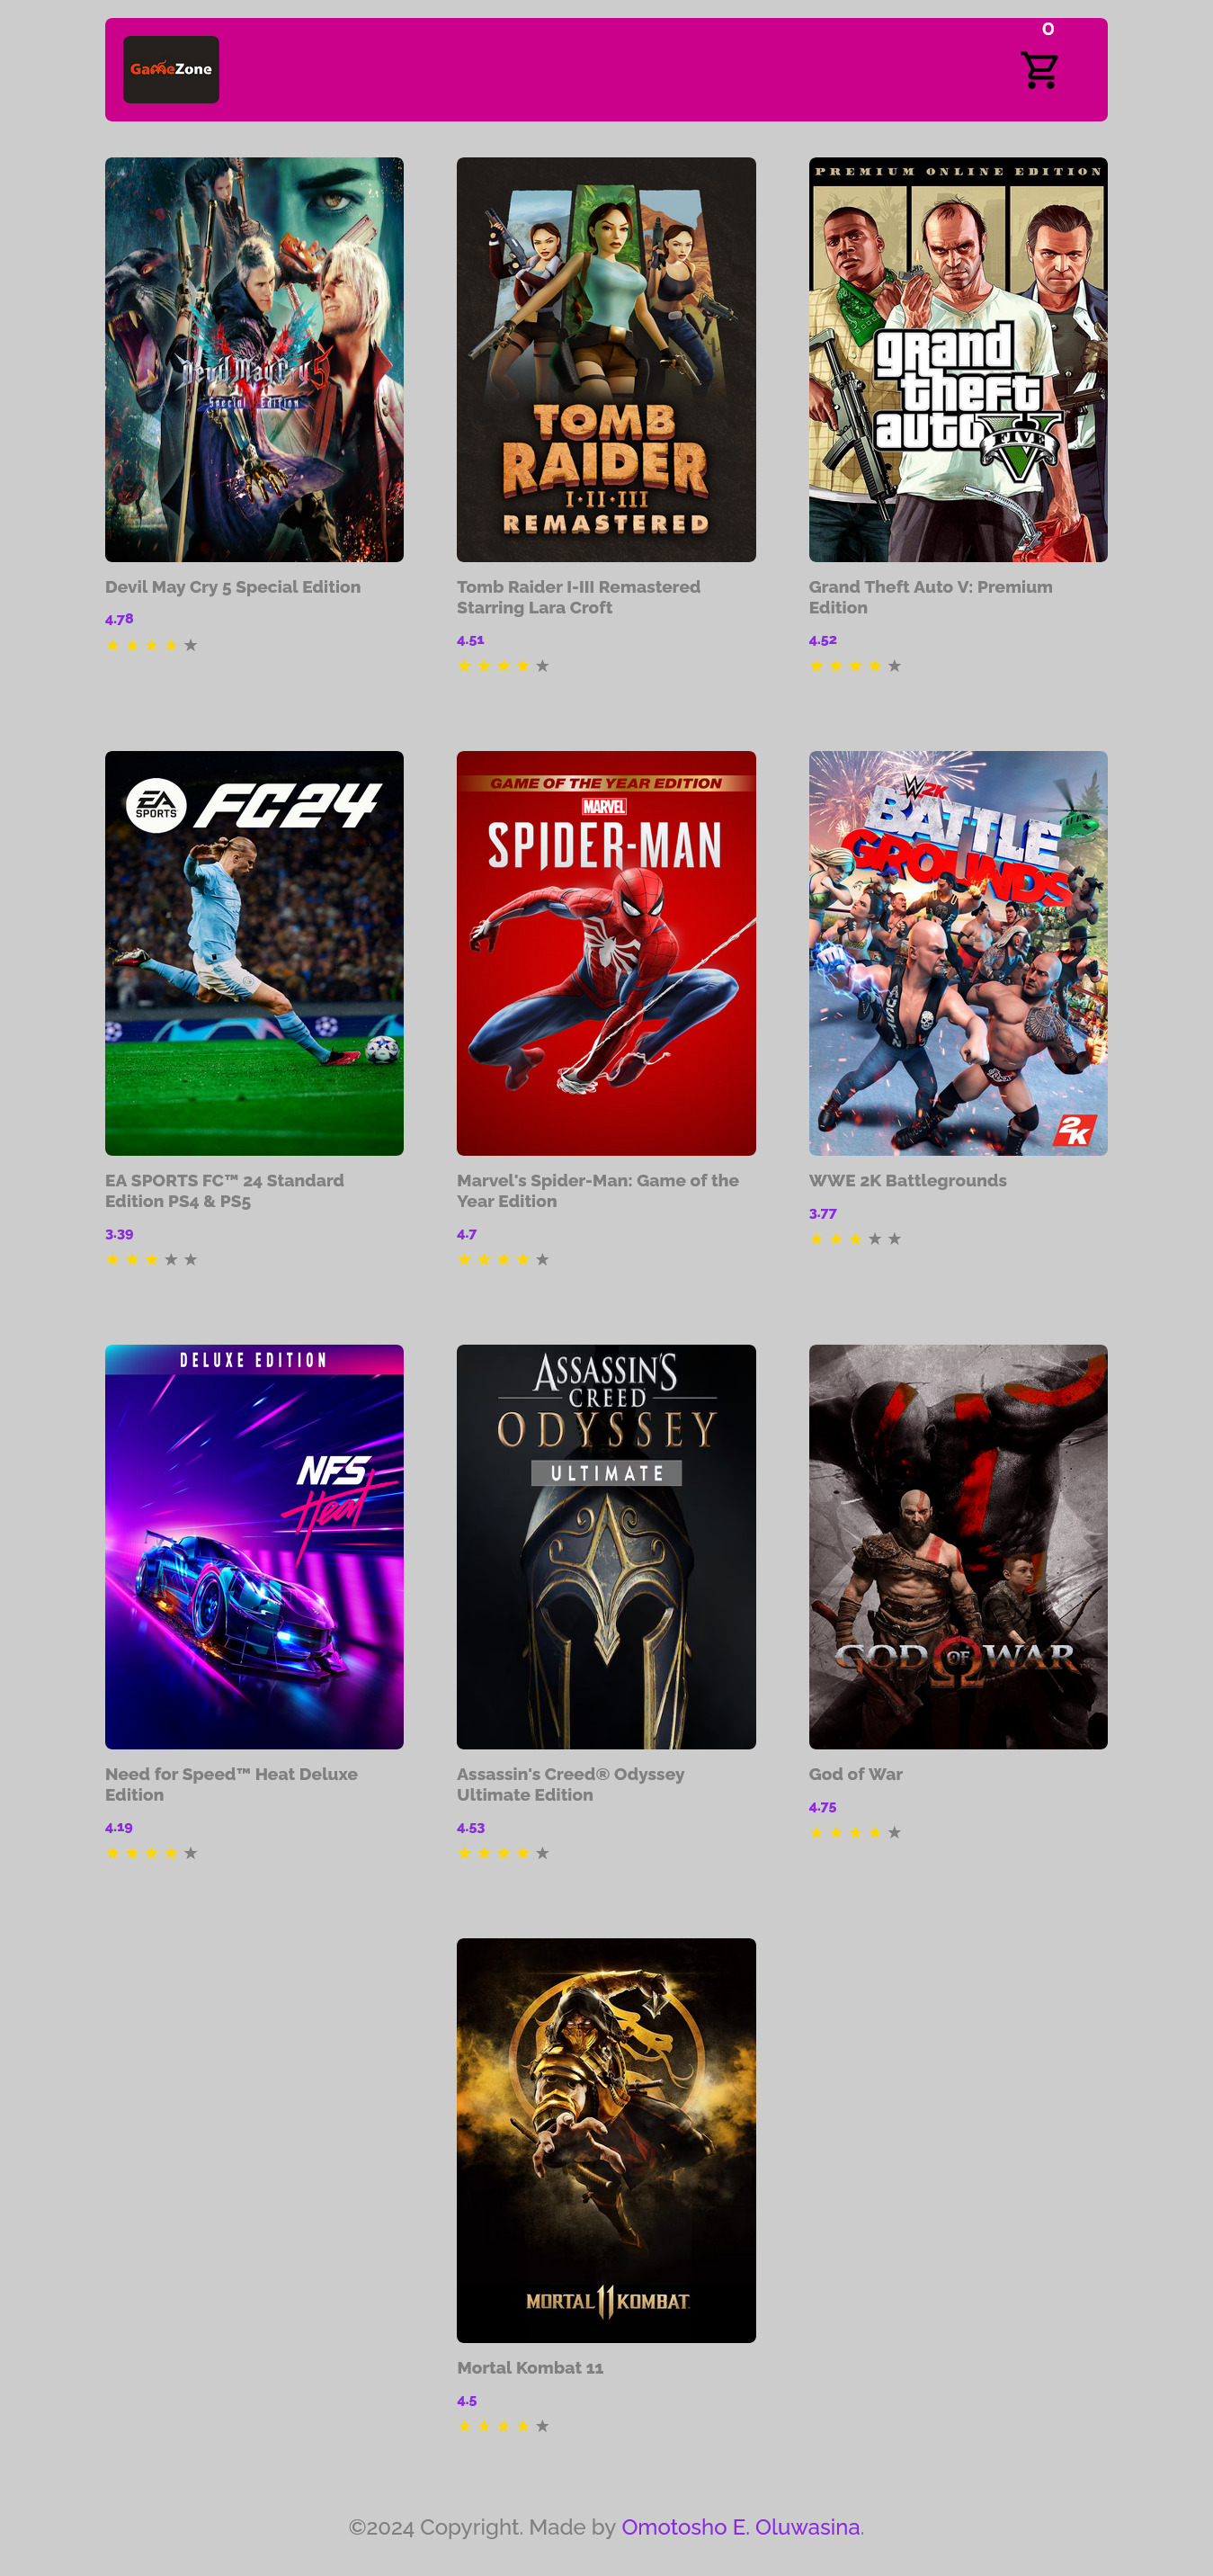 0
GameZone
Devil May Cry 5
Special Edition
TOMB
RAIDER
I·II·III
REMASTERED
PREMIUM ONLINE EDITION
grand
theft
auto
FIVE
V
Devil May Cry 5 Special Edition
4.78
Tomb Raider I-III Remastered
Starring Lara Croft
4.51
Grand Theft Auto V: Premium
Edition
4.52
EA
SPORTS
FC24
GAME OF THE YEAR EDITION
MARVEL
SPIDER-MAN
W 2K
BATTLE
GROUNDS
2K
EA SPORTS FC™ 24 Standard
Edition PS4 & PS5
3.39
Marvel's Spider-Man: Game of the
Year Edition
4.7
WWE 2K Battlegrounds
3.77
DELUXE EDITION
NFS
Heat
ASSASSIN'S
CREED
ODYSSEY
ULTIMATE
GOD OF WAR
Need for Speed™ Heat Deluxe
Edition
4.19
Assassin's Creed® Odyssey
Ultimate Edition
4.53
God of War
4.75
MORTAL 11 KOMBAT
Mortal Kombat 11
4.5
©2024 Copyright. Made by Omotosho E. Oluwasina.